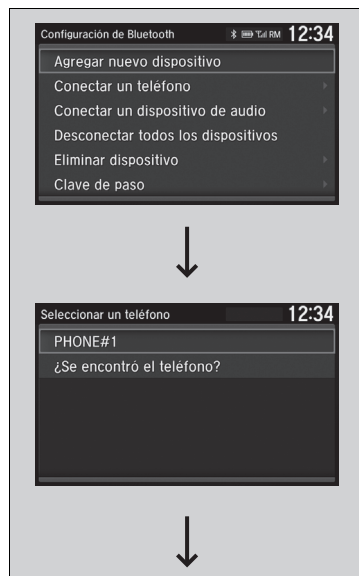 Configuración de Bluetooth RM 12:34
Agregar nuevo dispositivo
Conectar un teléfono
Conectar un dispositivo de audio
Desconectar todos los dispositivos
Eliminar dispositivo
Clave de paso
Seleccionar un teléfono 12:34
PHONE#1
¿Se encontró el teléfono?